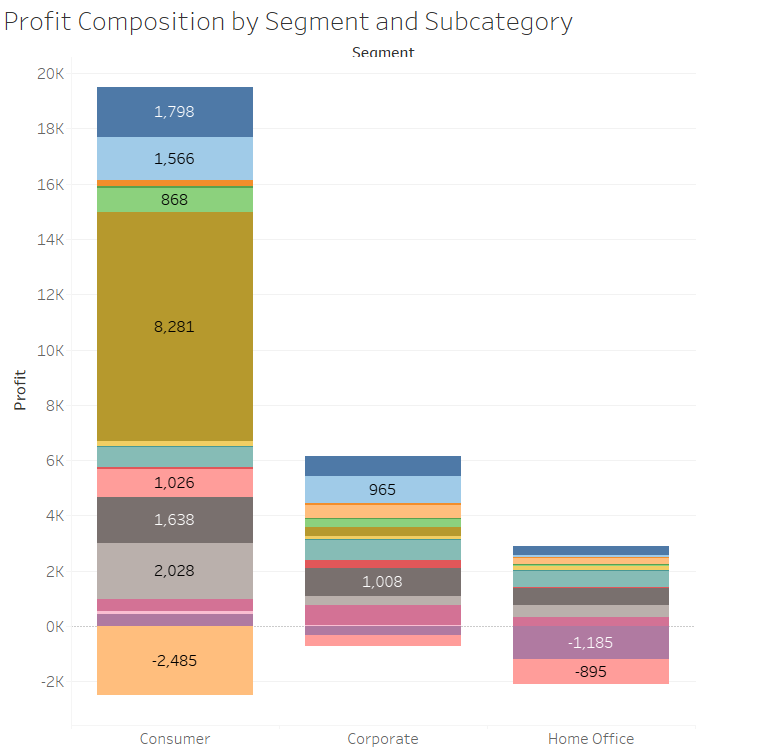 Profit Composition by Segment and Subcategory
Segment
20K
18K
16K
14K
12K
10K
8K
6K
4K
2K
0K
-2K
Profit
1,798
1,566
868
8,281
1,026
1,638
2,028
-2,485
965
1,008
-1,185
-895
Consumer
Corporate
Home Office